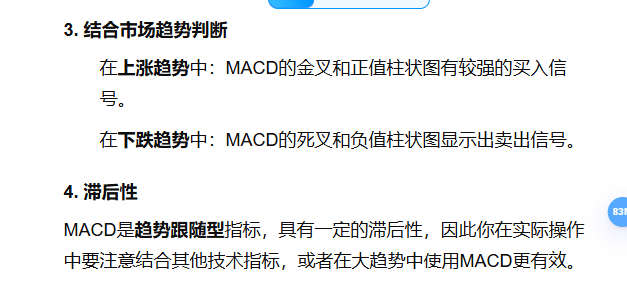 3. 结合市场趋势判断
在上涨趋势中：MACD的金叉和正值柱状图有较强的买入信
号。
在下跌趋势中：MACD的死叉和负值柱状图显示出卖出信号。
4. 滞后性
MACD是趋势跟随型指标，具有一定的滞后性，因此你在实际操作
中要注意结合其他技术指标，或者在大趋势中使用MACD更有效。